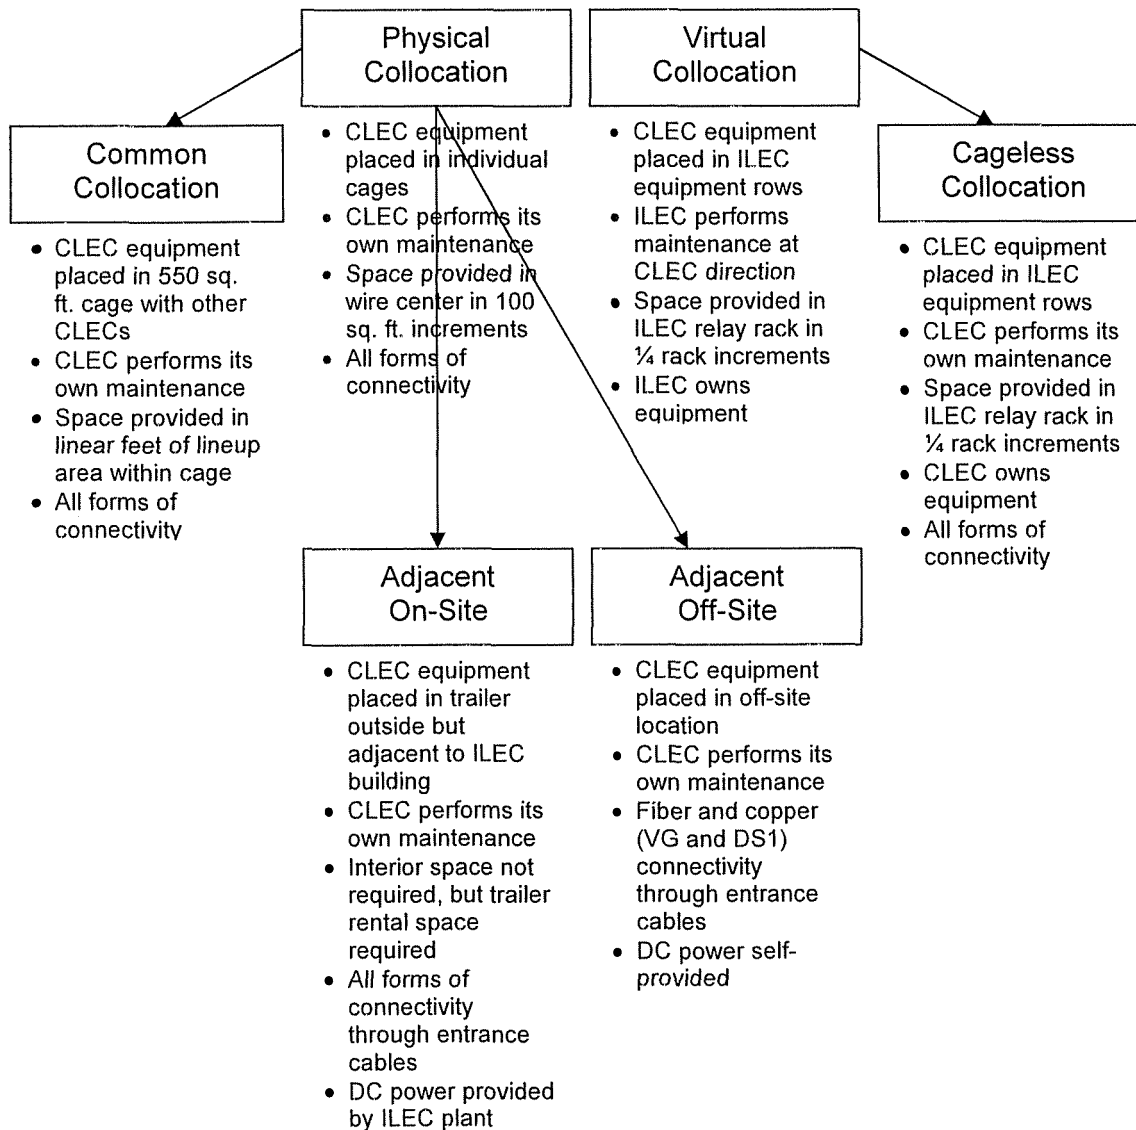 Physical
Collocation
Virtual
Collocation
Common
Collocation
Cageless
Collocation
• CLEC equipment
placed in individual
cages
• CLEC performs its
own maintenance
• Space provided in
wire center in 100
sq. ft. increments
• All forms of
connectivity
• CLEC equipment
placed in ILEC
equipment rows
• ILEC performs
maintenance at
CLEC direction
• Space provided in
ILEC relay rack in
¼ rack increments
• ILEC owns
equipment
• CLEC equipment
placed in 550 sq.
ft. cage with other
CLECs
• CLEC performs its
own maintenance
• Space provided in
linear feet of lineup
area within cage
• All forms of
connectivity
• CLEC equipment
placed in ILEC
equipment rows
• CLEC performs its
own maintenance
• Space provided in
ILEC relay rack in
¼ rack increments
• CLEC owns
equipment
• All forms of
connectivity
Adjacent
On-Site
Adjacent
Off-Site
• CLEC equipment
placed in trailer
outside but
adjacent to ILEC
building
• CLEC performs its
own maintenance
• Interior space not
required, but trailer
rental space
required
• All forms of
connectivity
through entrance
cables
• DC power provided
by ILEC plant
• CLEC equipment
placed in off-site
location
• CLEC performs its
own maintenance
• Fiber and copper
(VG and DS1)
connectivity
through entrance
cables
• DC power self-
provided